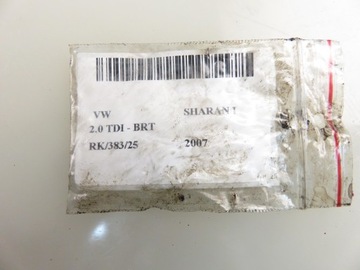 VW SHARAN I
2.0 TDI - BRT
RK/383/25 2007